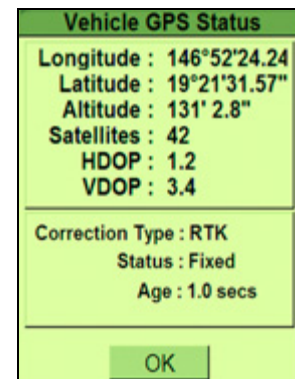 Vehicle GPS Status
Longitude : 146°52'24.24
Latitude : 19°21'31.57"
Altitude : 131' 2.8"
Satellites : 42
HDOP : 1.2
VDOP : 3.4
Correction Type : RTK
Status : Fixed
Age : 1.0 secs
OK